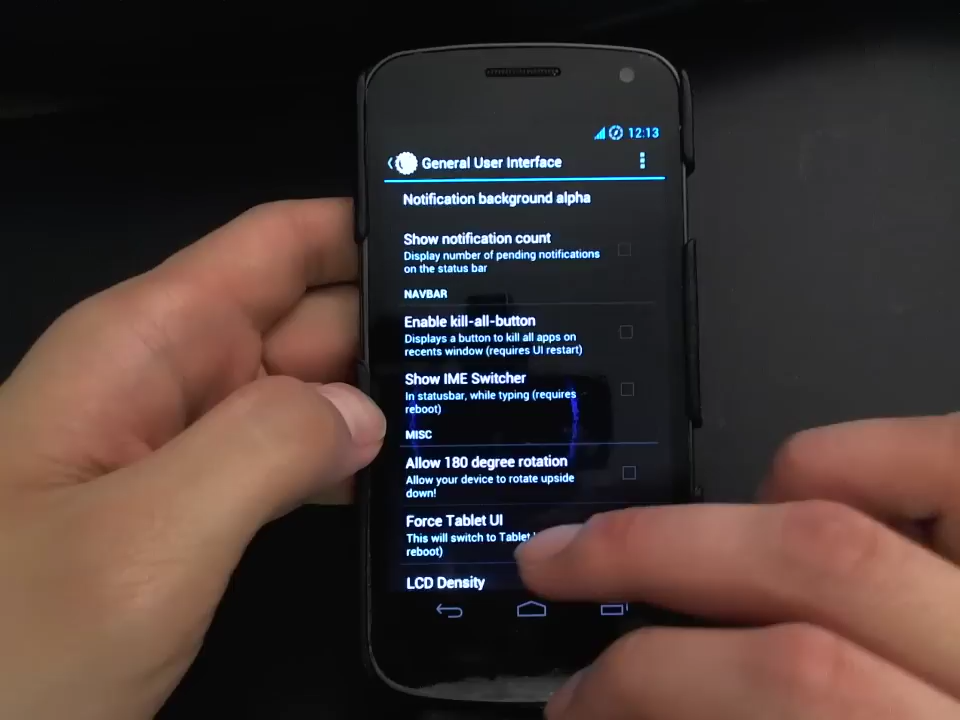 12:13
General User Interface
Notification background alpha
Show notification count
Display number of pending notifications
on the status bar
NAVBAR
Enable kill-all-button
Displays a button to kill all apps on
recents window (requires UI restart)
Show IME Switcher
In statusbar, while typing (requires
reboot)
MISC
Allow 180 degree rotation
Allow your device to rotate upside
down!
Force Tablet UI
This will switch to Tablet
reboot)
LCD Density